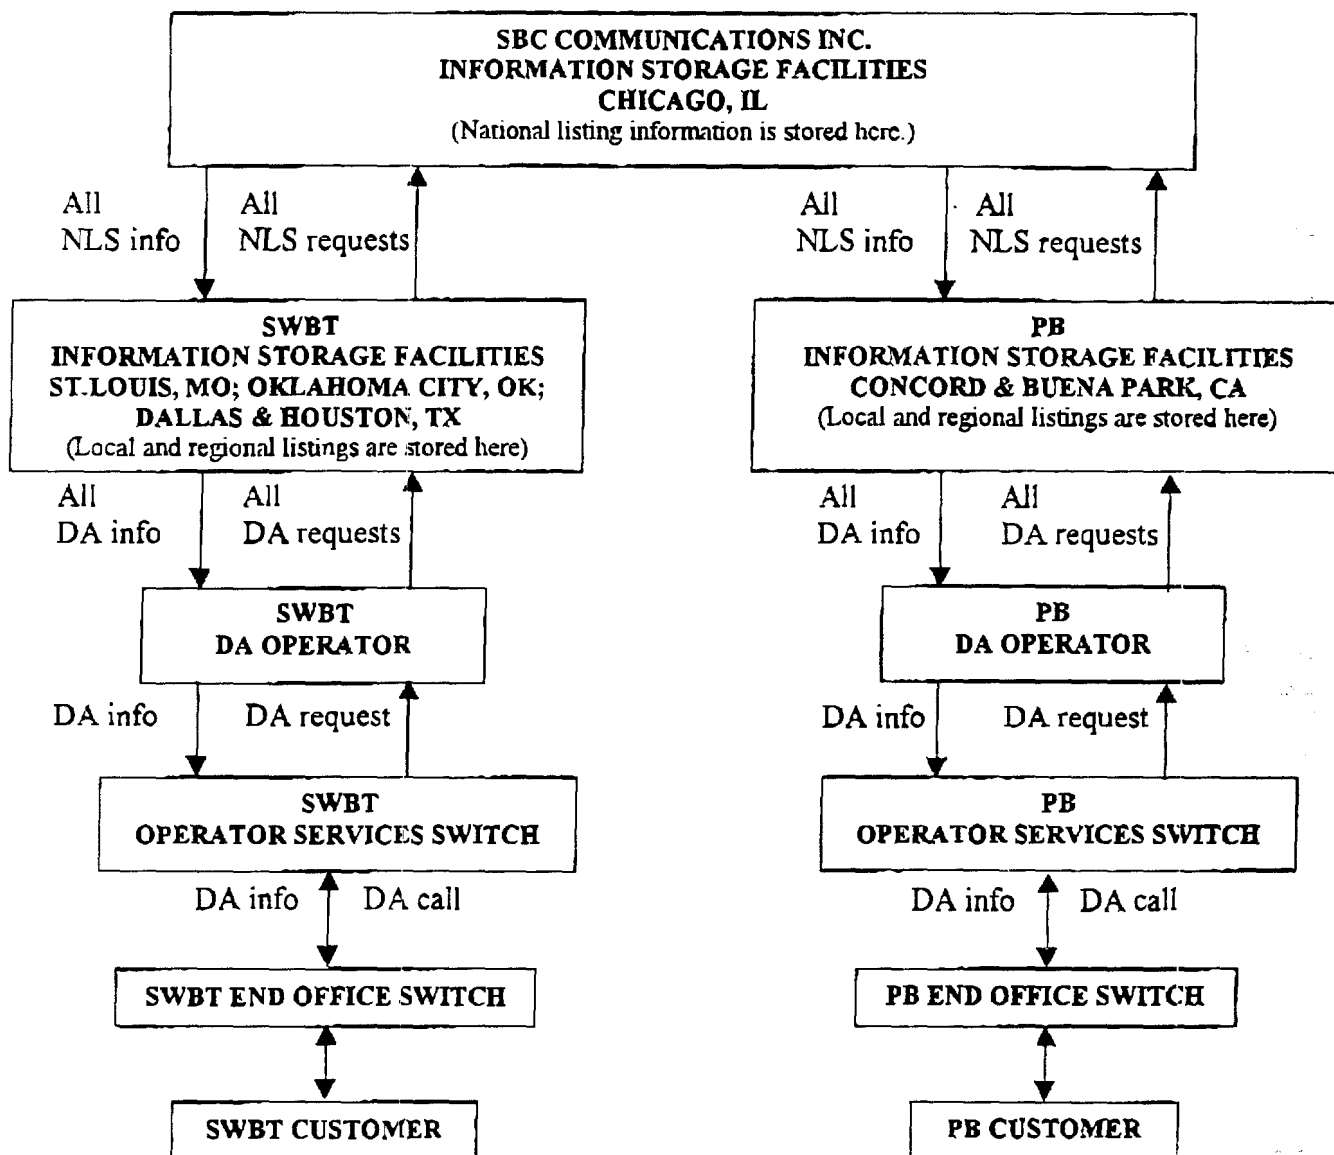 SBC COMMUNICATIONS INC.
INFORMATION STORAGE FACILITIES
CHICAGO, IL
(National listing information is stored here.)
All
NLS info
All
NLS requests
All
NLS info
All
NLS requests
SWBT
INFORMATION STORAGE FACILITIES
ST.LOUIS, MO; OKLAHOMA CITY, OK;
DALLAS & HOUSTON, TX
(Local and regional listings are stored here)
PB
INFORMATION STORAGE FACILITIES
CONCORD & BUENA PARK, CA
(Local and regional listings are stored here)
All
DA info
All
DA requests
All
DA info
All
DA requests
SWBT
DA OPERATOR
PB
DA OPERATOR
DA info
DA request
DA info
DA request
SWBT
OPERATOR SERVICES SWITCH
PB
OPERATOR SERVICES SWITCH
DA info
DA call
DA info
DA call
SWBT END OFFICE SWITCH
PB END OFFICE SWITCH
SWBT CUSTOMER
PB CUSTOMER